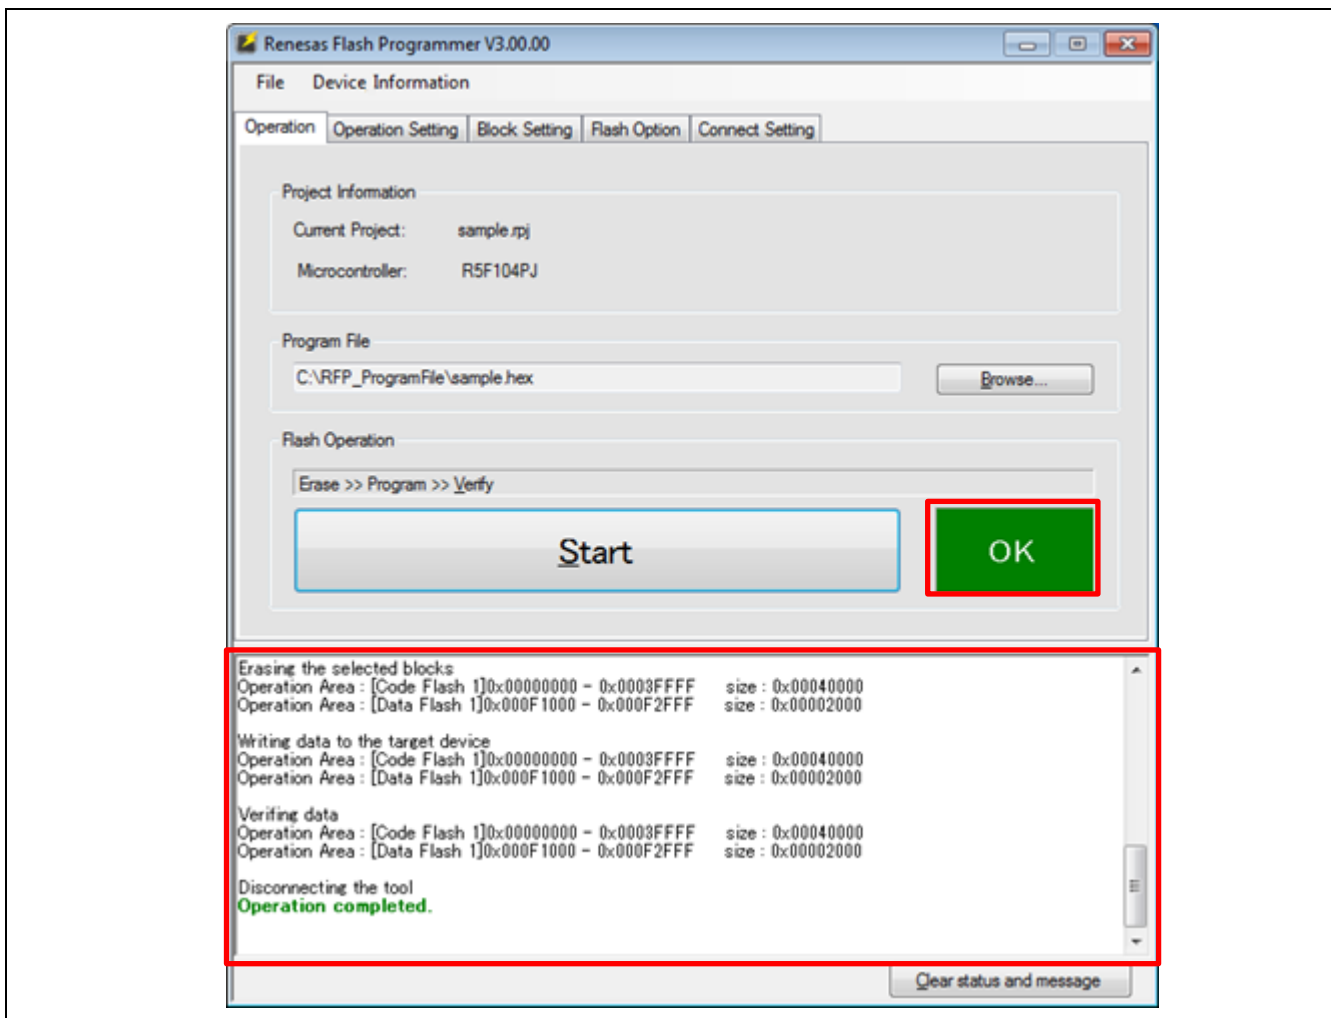 Renesas Flash Programmer V3.00.00
File Device Information
Operation Operation Setting Block Setting Flash Option Connect Setting
Project Information
Current Project: sample.rpj
Microcontroller: R5F104PJ
Program File
C:\RFP_ProgramFile\sample.hex Browse...
Flash Operation
Erase >> Program >> Verify
Start OK
Erasing the selected blocks
Operation Area : [Code Flash 1]0x00000000 - 0x0003FFFF size : 0x00040000
Operation Area : [Data Flash 1]0x000F1000 - 0x000F2FFF size : 0x00002000
Writing data to the target device
Operation Area : [Code Flash 1]0x00000000 - 0x0003FFFF size : 0x00040000
Operation Area : [Data Flash 1]0x000F1000 - 0x000F2FFF size : 0x00002000
Verifing data
Operation Area : [Code Flash 1]0x00000000 - 0x0003FFFF size : 0x00040000
Operation Area : [Data Flash 1]0x000F1000 - 0x000F2FFF size : 0x00002000
Disconnecting the tool
Operation completed.
Clear status and message